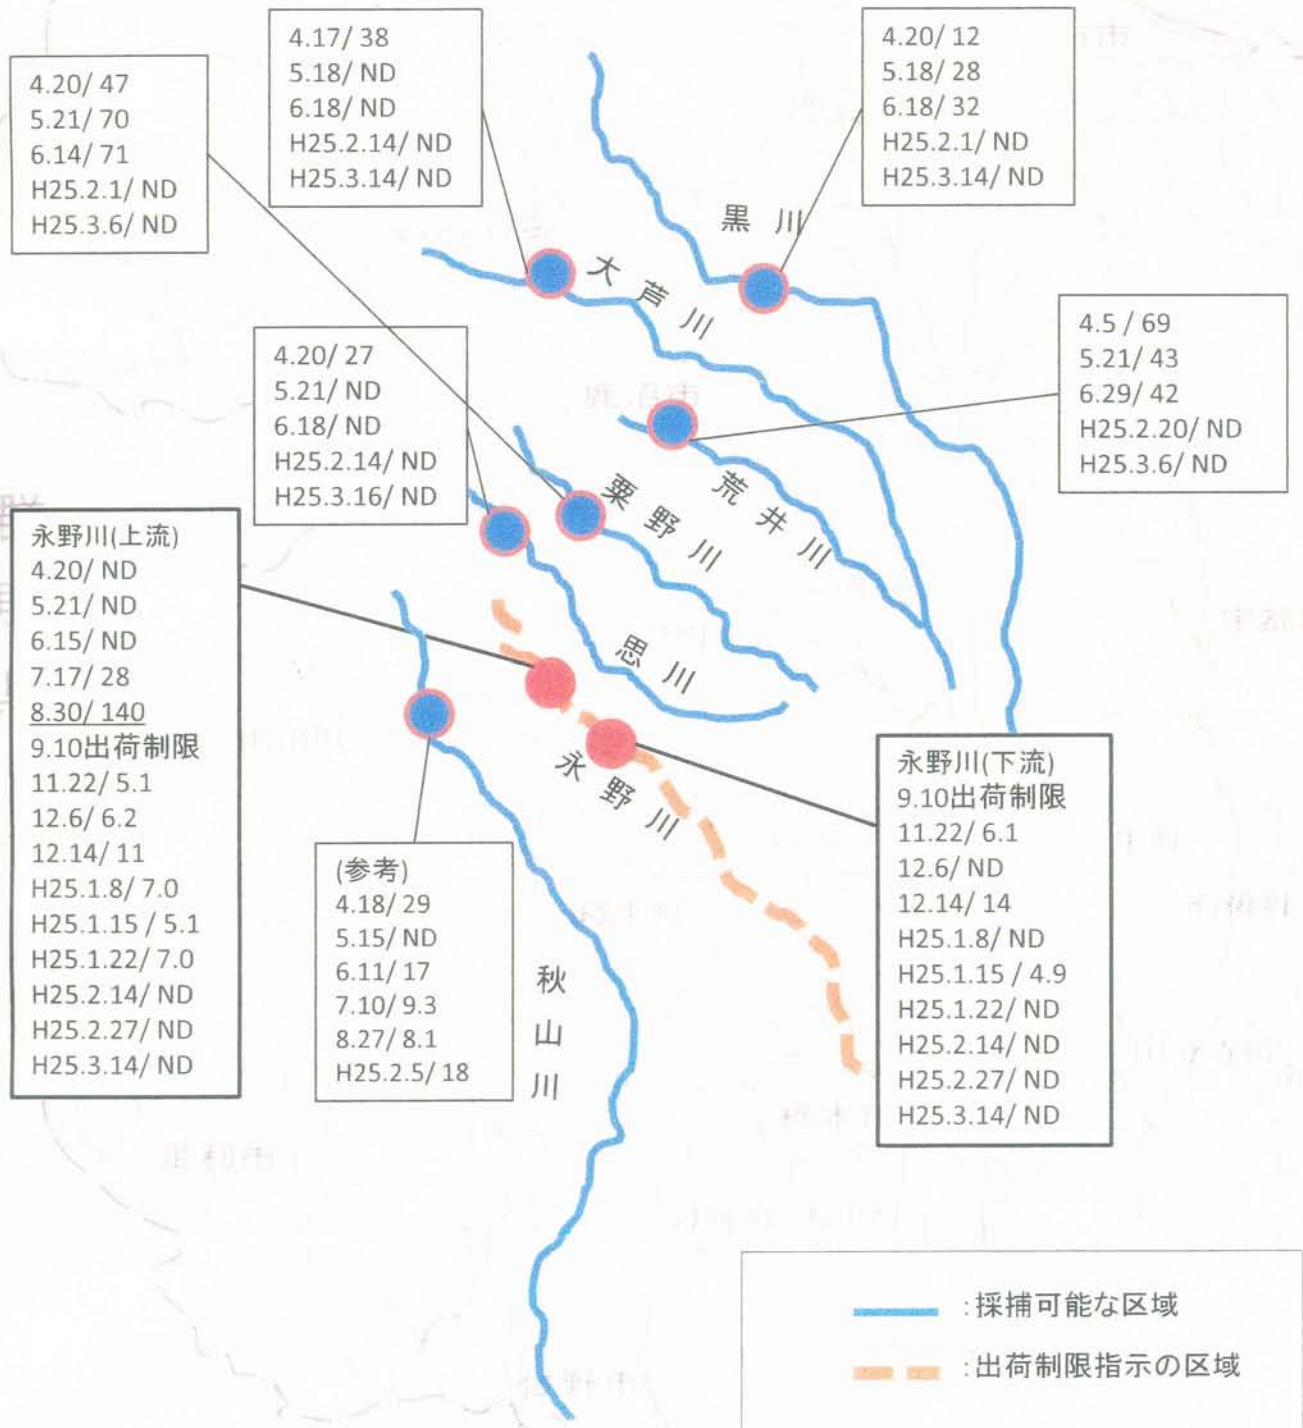 4.17/ 38
5.18/ ND
6.18/ ND
H25.2.14/ ND
H25.3.14/ ND
4.20/ 12
5.18/ 28
6.18/ 32
H25.2.1/ ND
H25.3.14/ ND
4.20/ 47
5.21/ 70
6.14/ 71
H25.2.1/ ND
H25.3.6/ ND
黒川
大芦川
4.5 / 69
5.21/ 43
6.29/ 42
H25.2.20/ ND
H25.3.6/ ND
4.20/ 27
5.21/ ND
6.18/ ND
H25.2.14/ ND
H25.3.16/ ND
鹿沼市
荒井川
粟野川
思川
永野川(上流)
4.20/ ND
5.21/ ND
6.15/ ND
7.17/ 28
8.30/ 140
9.10出荷制限
11.22/ 5.1
12.6/ 6.2
12.14/ 11
H25.1.8/ 7.0
H25.1.15 / 5.1
H25.1.22/ 7.0
H25.2.14/ ND
H25.2.27/ ND
H25.3.14/ ND
永野川
永野川(下流)
9.10出荷制限
11.22/ 6.1
12.6/ ND
12.14/ 14
H25.1.8/ ND
H25.1.15 / 4.9
H25.1.22/ ND
H25.2.14/ ND
H25.2.27/ ND
H25.3.14/ ND
(参考)
4.18/ 29
5.15/ ND
6.11/ 17
7.10/ 9.3
8.27/ 8.1
H25.2.5/ 18
秋山川
足利市
:採捕可能な区域
:出荷制限指示の区域